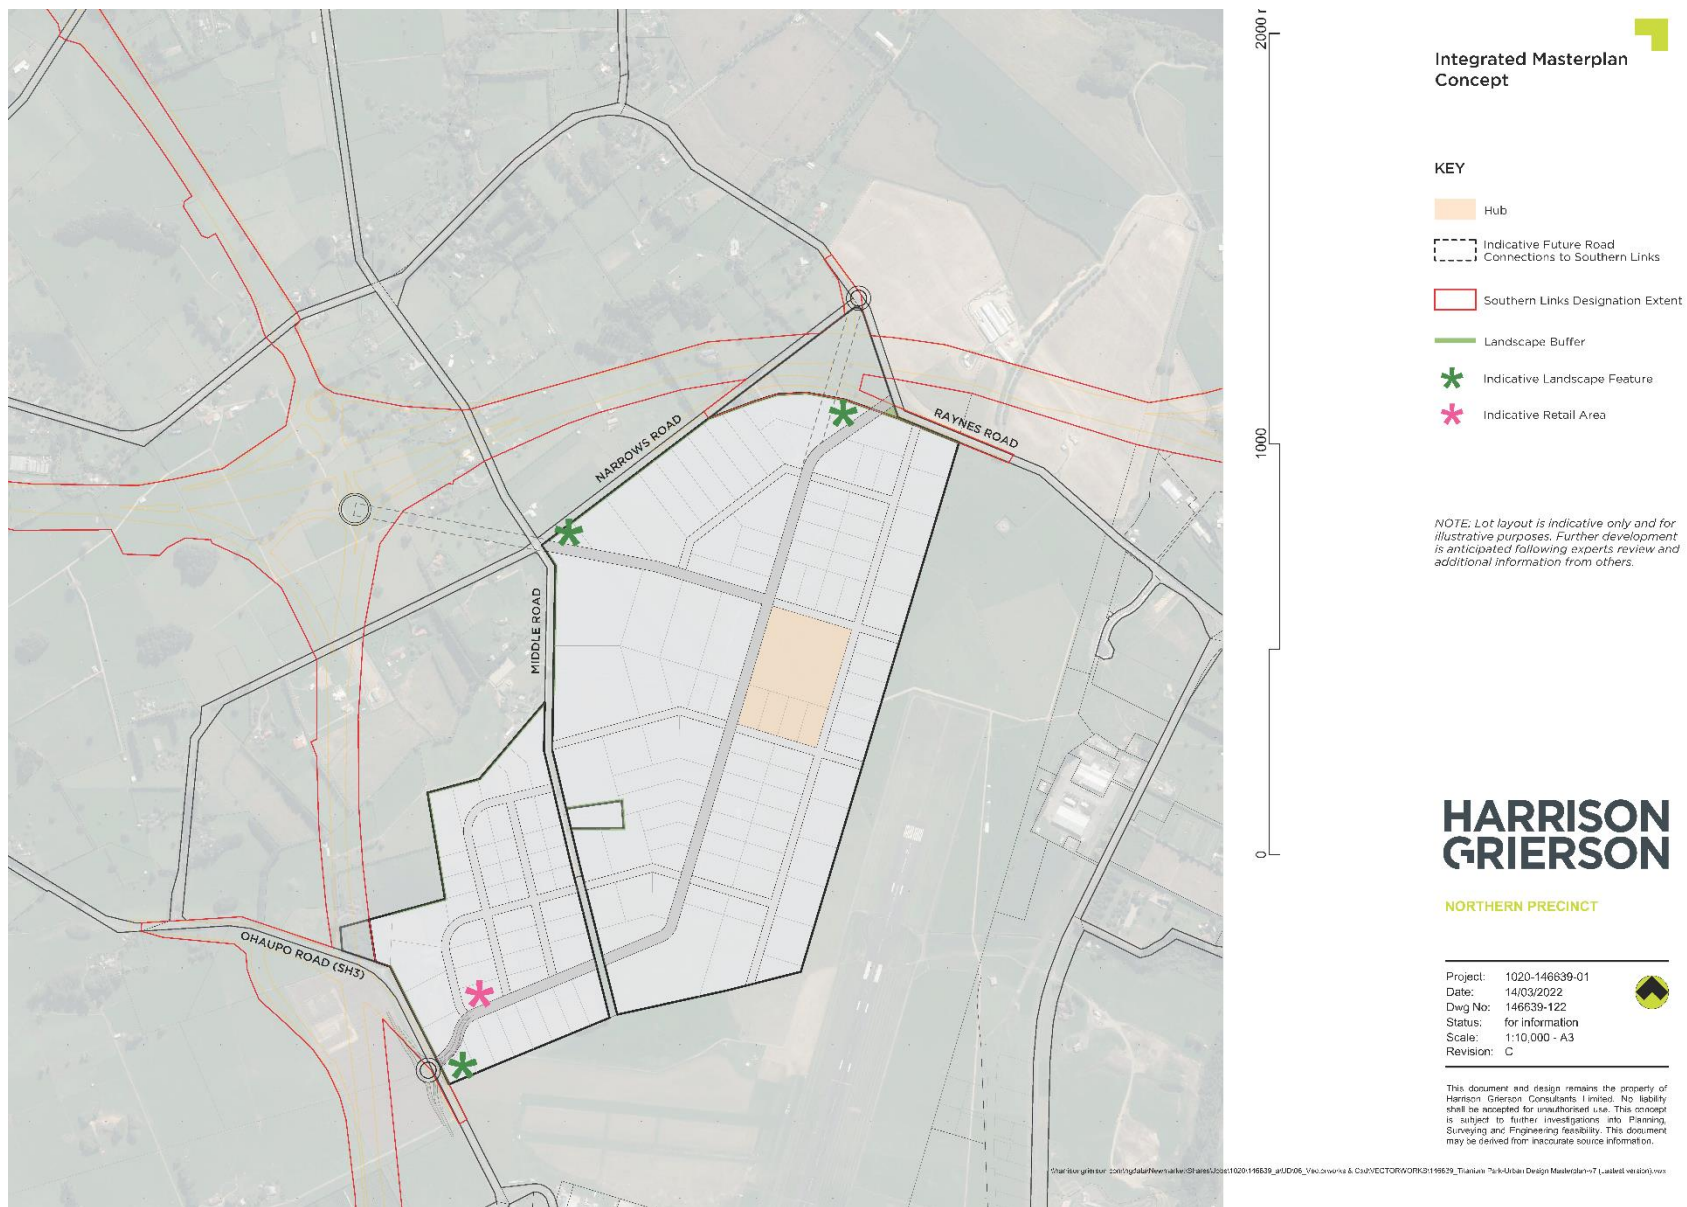 2000 m
1000
0
NARROWS ROAD
RAYNES ROAD
MIDDLE ROAD
OHAUPO ROAD (SH3)
Integrated Masterplan
Concept
KEY
Hub
Indicative Future Road
Connections to Southern Links
Southern Links Designation Extent
Landscape Buffer
Indicative Landscape Feature
Indicative Retail Area
NOTE: Lot layout is indicative only and for
illustrative purposes. Further development
is anticipated following experts review and
additional information from others.
HARRISON
GRIERSON
NORTHERN PRECINCT
Project: 1020-146639-01
Date: 14/03/2022
Dwg No: 146639-122
Status: for information
Scale: 1:10,000 - A3
Revision: C
This document and design remains the property of
Harrison Grierson Consultants Limited. No liability
shall be accepted for unauthorised use. This concept
is subject to further investigations into Planning,
Surveying and Engineering feasibility. This document
may be derived from inaccurate source information.